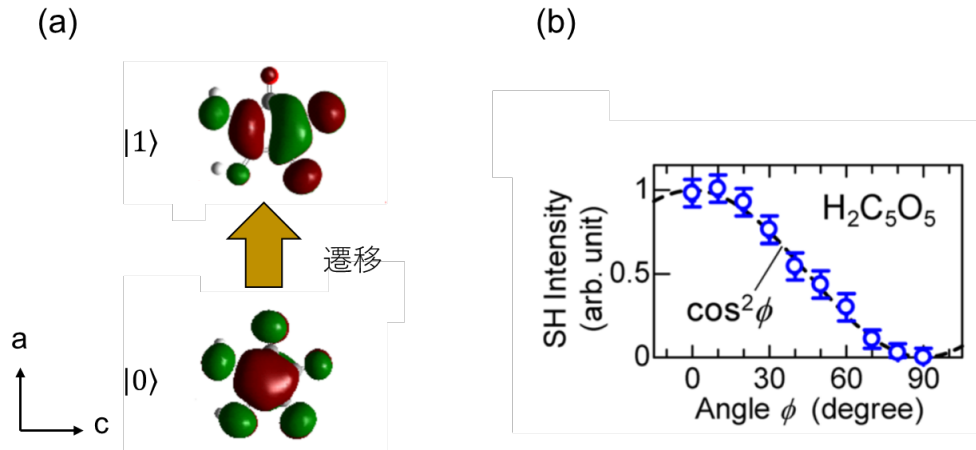 (a)
|1⟩
遷移
|0⟩
a
c
(b)
SH Intensity
(arb. unit)
1
0.5
0
H₂C₅O₅
cos²ϕ
0 30 60 90
Angle ϕ (degree)